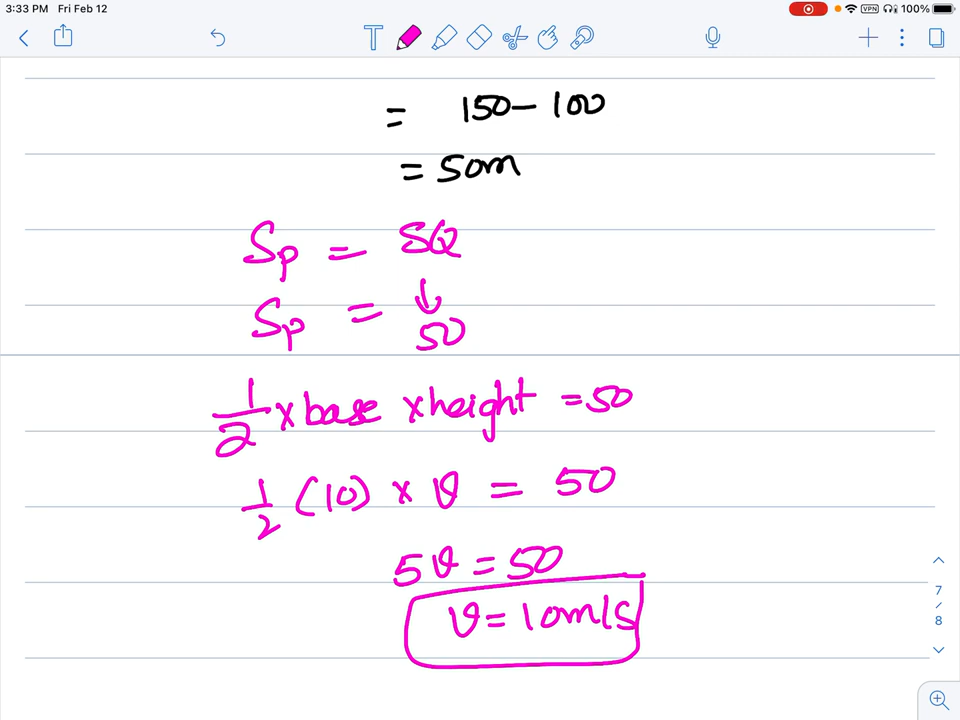 3:33 PM Fri Feb 12
VPN 100%
T
= 150 - 100
= 50m
Sp = SQ
Sp = ↓
50
1/2 x base x height = 50
1/2 (10) x v = 50
5v = 50
v = 10m/s
7
/
8